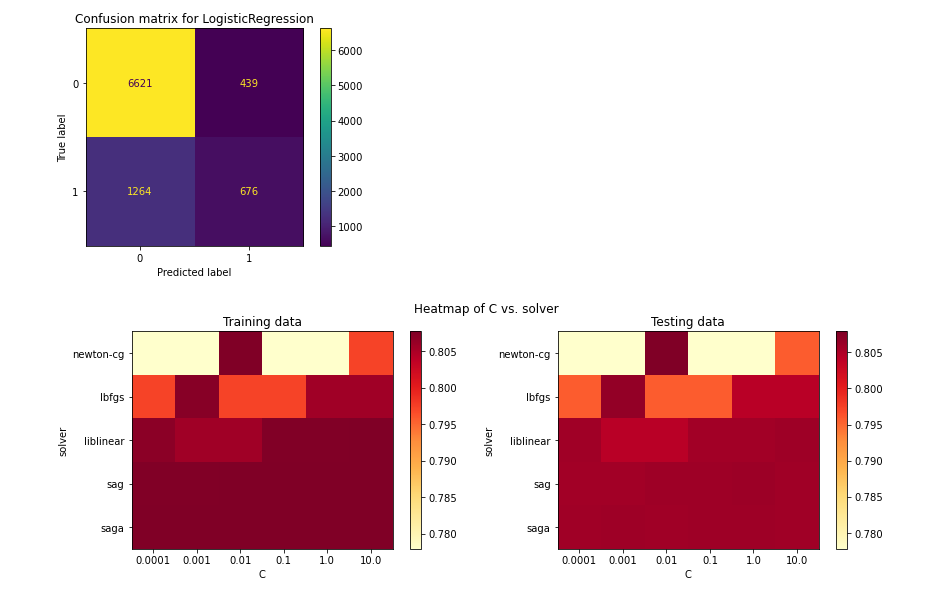 Confusion matrix for LogisticRegression
0
6621
439
1
1264
676
0
1
True label
Predicted label
6000
5000
4000
3000
2000
1000
Heatmap of C vs. solver
Training data
newton-cg
lbfgs
liblinear
sag
saga
solver
0.0001
0.001
0.01
0.1
1.0
10.0
C
0.805
0.800
0.795
0.790
0.785
0.780
Testing data
newton-cg
lbfgs
liblinear
sag
saga
solver
0.0001
0.001
0.01
0.1
1.0
10.0
C
0.805
0.800
0.795
0.790
0.785
0.780